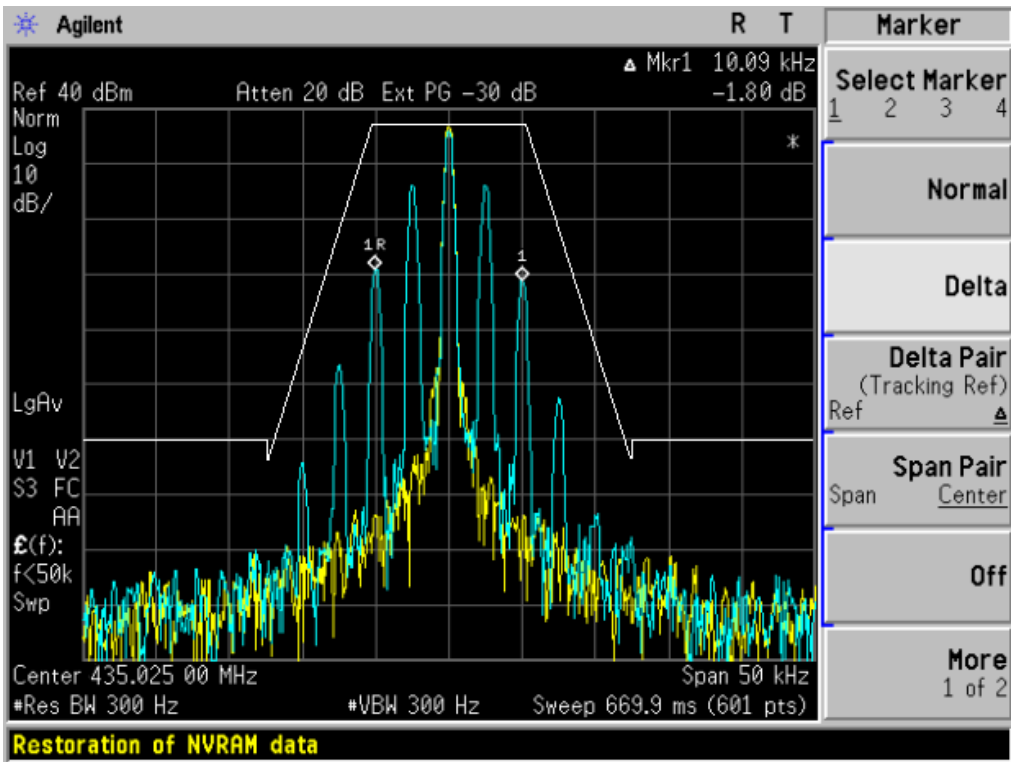 Agilent R T
Δ Mkr1 10.09 kHz
Ref 40 dBm Atten 20 dB Ext PG -30 dB -1.80 dB
Norm
Log
10
dB/
*
1R
1
LgAv
V1 V2
S3 FC
AA
£(f):
f<50k
Swp
Center 435.025 00 MHz Span 50 kHz
#Res BW 300 Hz #VBW 300 Hz Sweep 669.9 ms (601 pts)
Restoration of NVRAM data
Marker
Select Marker
1 2 3 4
Normal
Delta
Delta Pair
(Tracking Ref)
Ref Δ
Span Pair
Span Center
Off
More
1 of 2